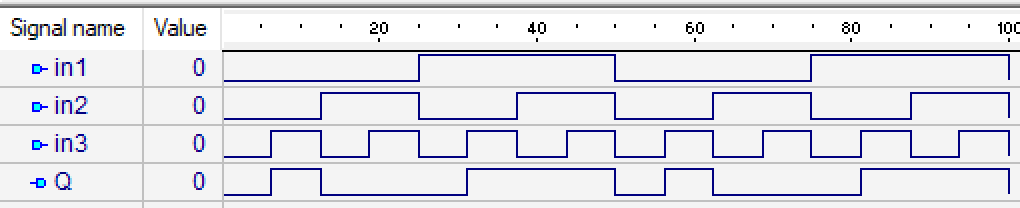 Signal name Value 20 40 60 80 100
in1 0
in2 0
in3 0
Q 0